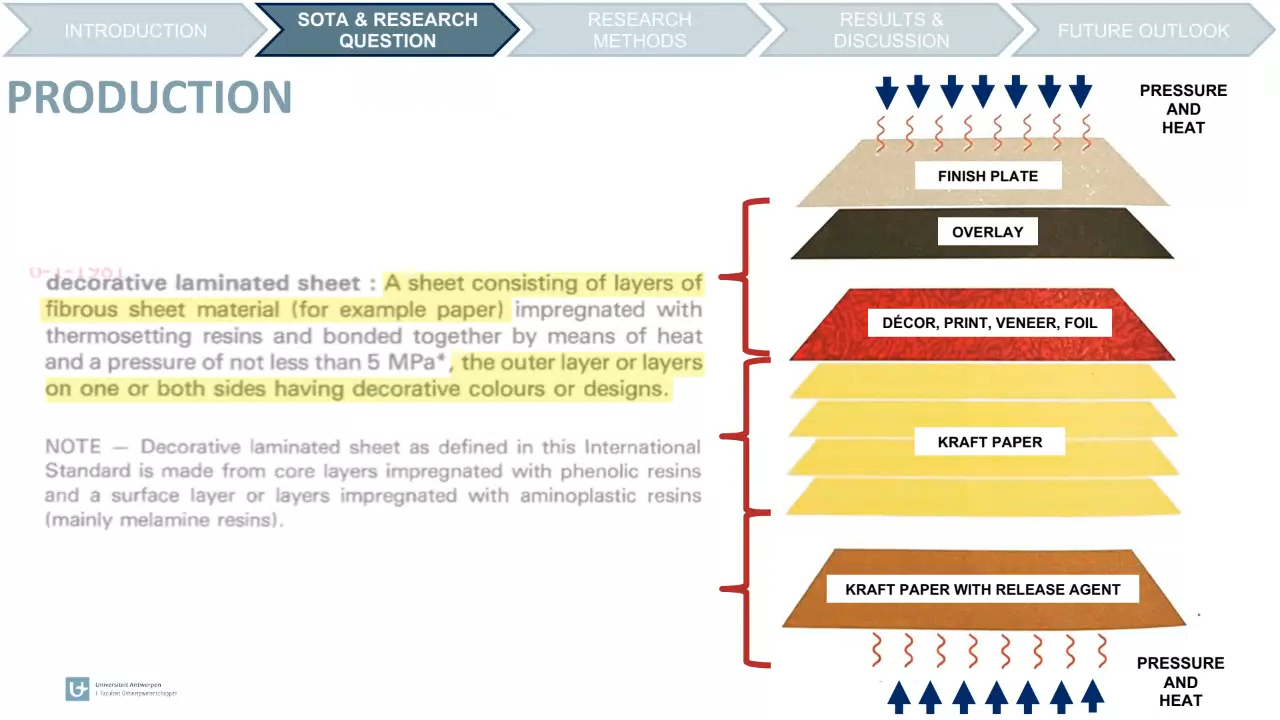 INTRODUCTION
SOTA & RESEARCH
QUESTION
RESEARCH
METHODS
RESULTS &
DISCUSSION
FUTURE OUTLOOK
PRODUCTION
6-1-1981
decorative laminated sheet : A sheet consisting of layers of
fibrous sheet material (for example paper) impregnated with
thermosetting resins and bonded together by means of heat
and a pressure of not less than 5 MPa*, the outer layer or layers
on one or both sides having decorative colours or designs.
NOTE — Decorative laminated sheet as defined in this International
Standard is made from core layers impregnated with phenolic resins
and a surface layer or layers impregnated with aminoplastic resins
(mainly melamine resins).
PRESSURE
AND
HEAT
FINISH PLATE
OVERLAY
DÉCOR, PRINT, VENEER, FOIL
KRAFT PAPER
KRAFT PAPER WITH RELEASE AGENT
PRESSURE
AND
HEAT
Universiteit Antwerpen
Faculteit Ontwerpwetenschappen